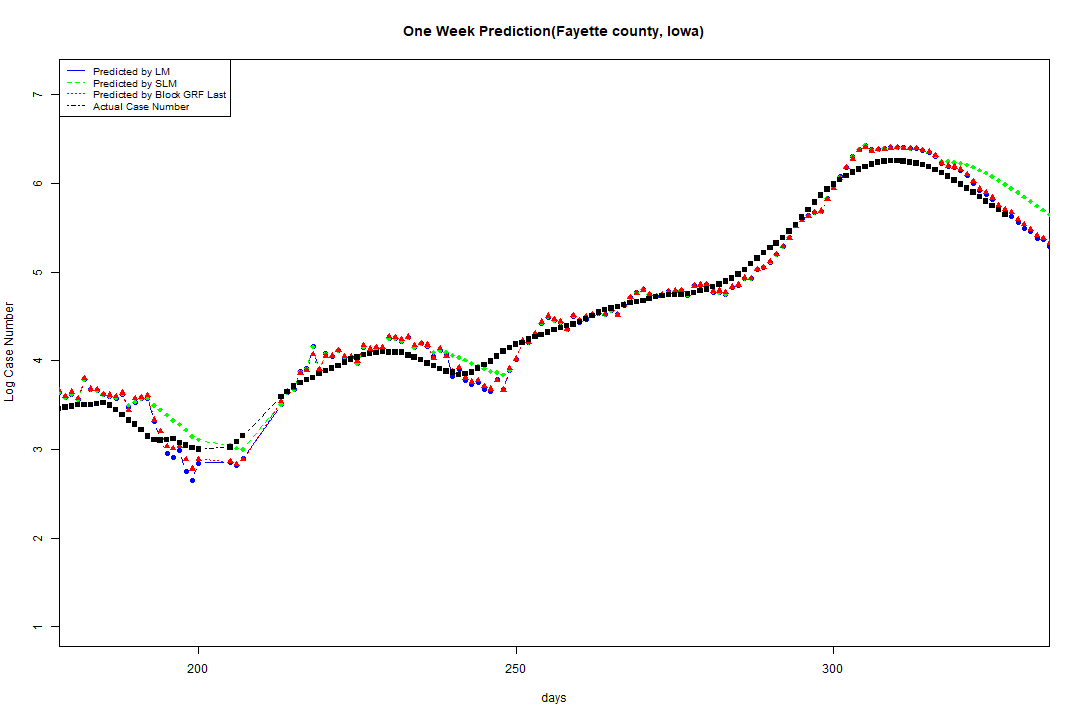 One Week Prediction(Fayette county, Iowa)
Predicted by LM
Predicted by SLM
Predicted by Block GRF Last
Actual Case Number
7
6
5
4
3
2
1
Log Case Number
200
250
300
days